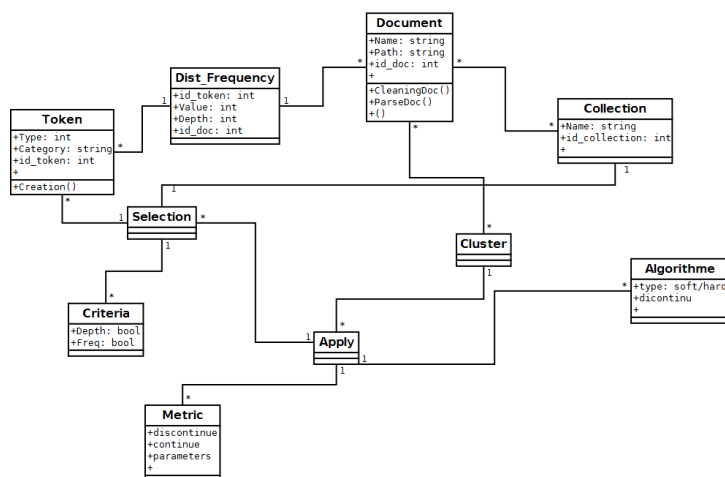 Document
+Name: string
+Path: string
+id_doc: int
+
+CleaningDoc()
+ParseDoc()
+()
*
*
*
Dist_Frequency
+id_token: int
+Value: int
+Depth: int
+id_doc: int
1
1
Token
+Type: int
+Category: string
+id_token: int
+
+Creation()
*
*
Collection
+Name: string
+id_collection: int
+
*
1
Selection
1
1
*
1
Cluster
*
1
Algorithme
+type: soft/hard
+dicontinu
+
*
Criteria
+Depth: bool
+Freq: bool
*
Apply
*
1
1
1
Metric
+discontinue
+continue
+parameters
+
*